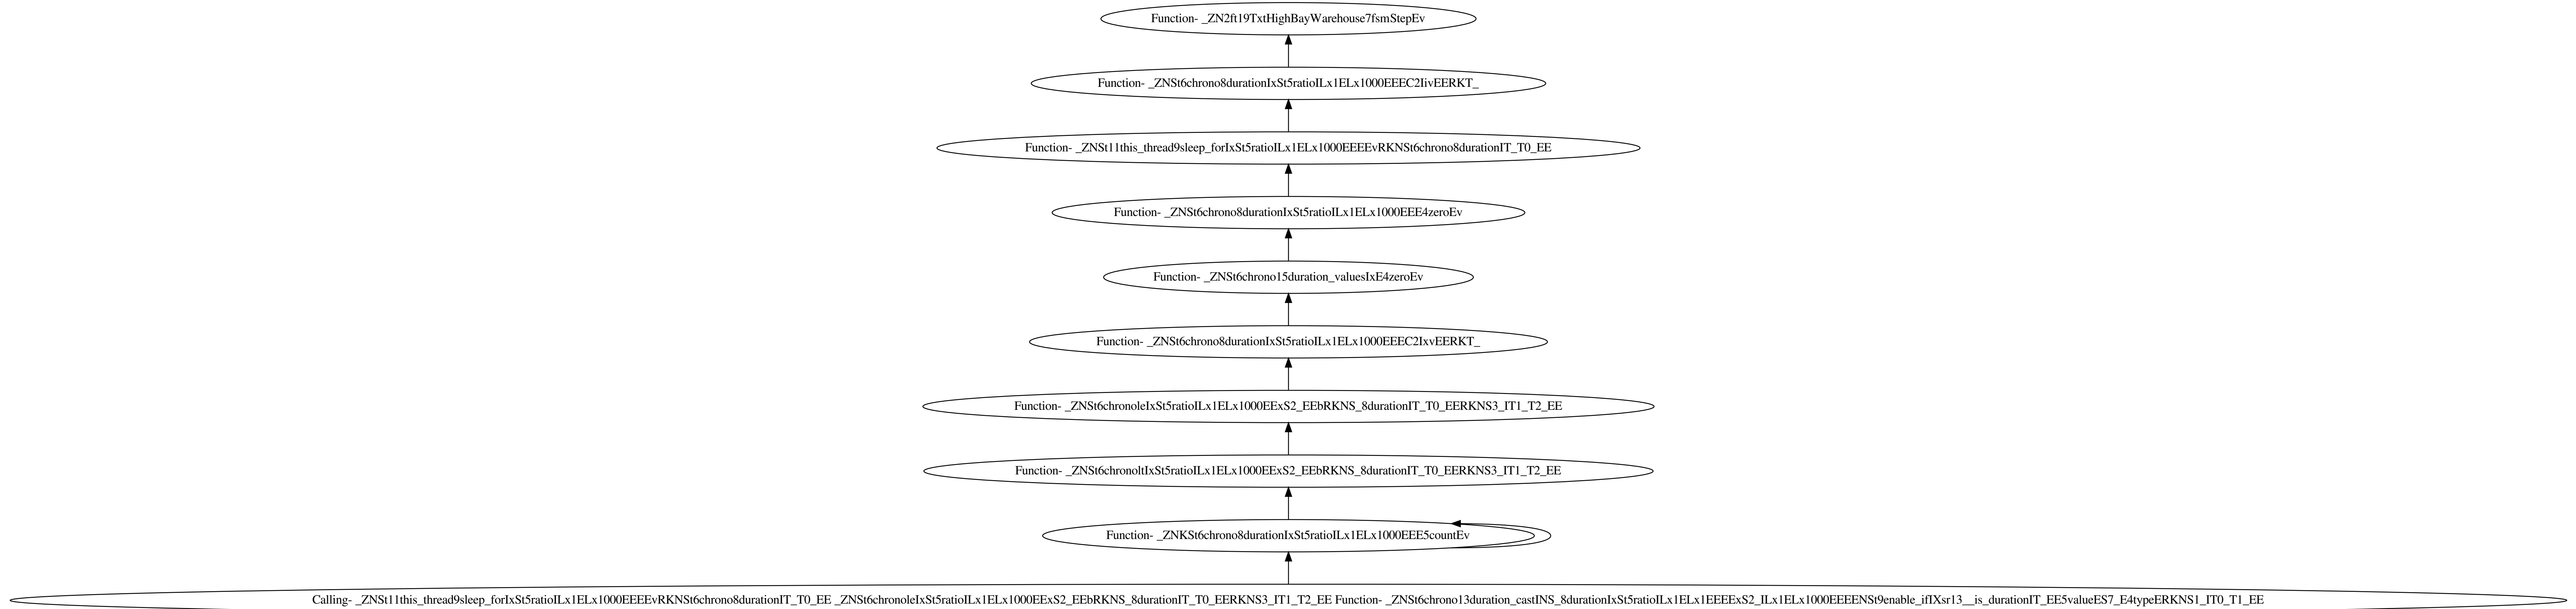 Function- _ZN2ft19TxtHighBayWarehouse7fsmStepEv
Function- _ZNSt6chrono8durationIxSt5ratioILx1ELx1000EEEC2IivEERKT_
Function- _ZNSt11this_thread9sleep_forIxSt5ratioILx1ELx1000EEEEvRKNSt6chrono8durationIT_T0_EE
Function- _ZNSt6chrono8durationIxSt5ratioILx1ELx1000EEE4zeroEv
Function- _ZNSt6chrono15duration_valuesIxE4zeroEv
Function- _ZNSt6chrono8durationIxSt5ratioILx1ELx1000EEEC2IxvEERKT_
Function- _ZNSt6chronoleIxSt5ratioILx1ELx1000EExS2_EEbRKNS_8durationIT_T0_EERKNS3_IT1_T2_EE
Function- _ZNSt6chronoltIxSt5ratioILx1ELx1000EExS2_EEbRKNS_8durationIT_T0_EERKNS3_IT1_T2_EE
Function- _ZNKSt6chrono8durationIxSt5ratioILx1ELx1000EEE5countEv
Calling- _ZNSt11this_thread9sleep_forIxSt5ratioILx1ELx1000EEEEvRKNSt6chrono8durationIT_T0_EE _ZNSt6chronoleIxSt5ratioILx1ELx1000EExS2_EEbRKNS_8durationIT_T0_EERKNS3_IT1_T2_EE Function- _ZNSt6chrono13duration_castINS_8durationIxSt5ratioILx1ELx1EEEExS2_ILx1ELx1000EEEENSt9enable_ifIXsr13__is_durationIT_EE5valueES7_E4typeERKNS1_IT0_T1_EE